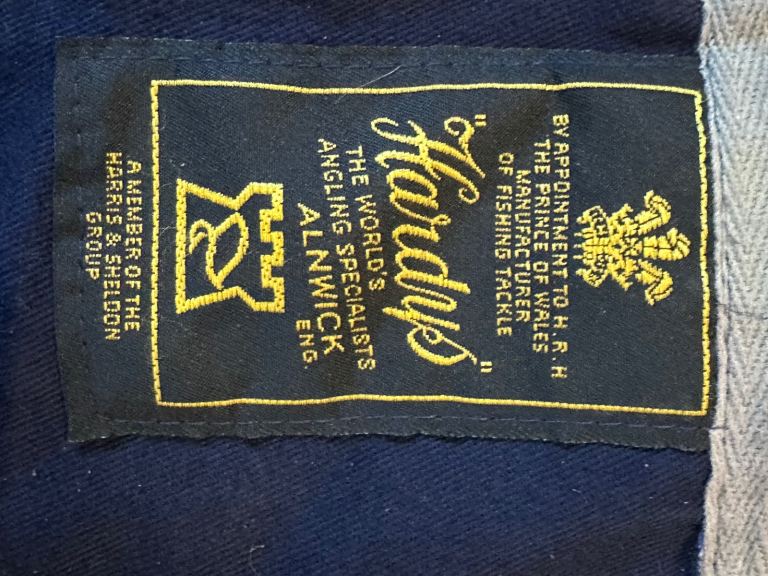 BY APPOINTMENT TO H.R.H
THE PRINCE OF WALES
MANUFACTURER
OF FISHING TACKLE
"Hardy"
THE WORLD'S
ANGLING SPECIALISTS
ALNWICK
ENG.
A MEMBER OF THE
HARRIS & SHELDON
GROUP